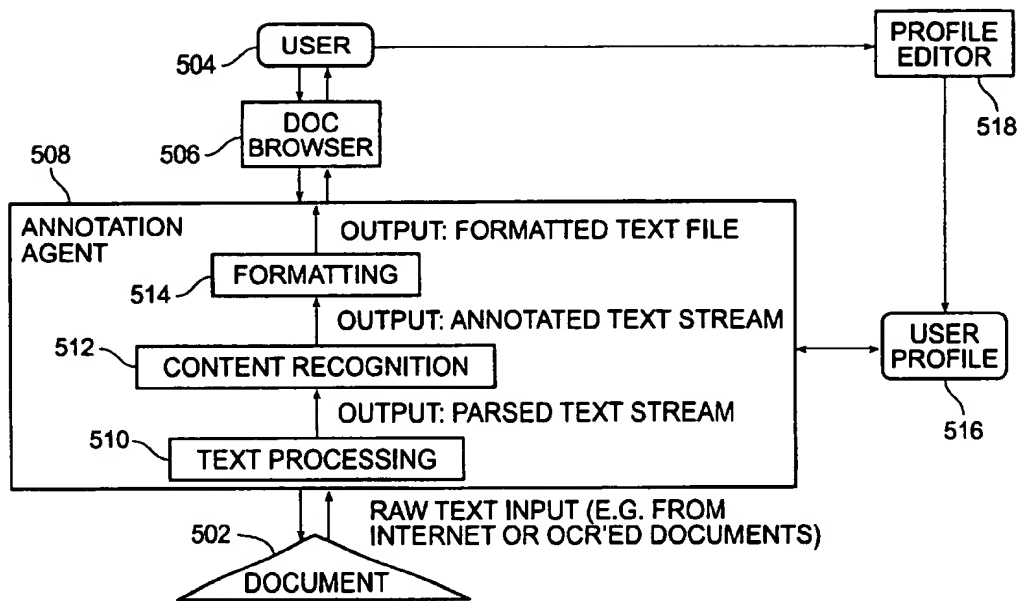 USER
504
PROFILE
EDITOR
518
DOC
BROWSER
506
508
ANNOTATION
AGENT
OUTPUT: FORMATTED TEXT FILE
FORMATTING
514
OUTPUT: ANNOTATED TEXT STREAM
512
CONTENT RECOGNITION
USER
PROFILE
516
OUTPUT: PARSED TEXT STREAM
510
TEXT PROCESSING
RAW TEXT INPUT (E.G. FROM
INTERNET OR OCR'ED DOCUMENTS)
502
DOCUMENT